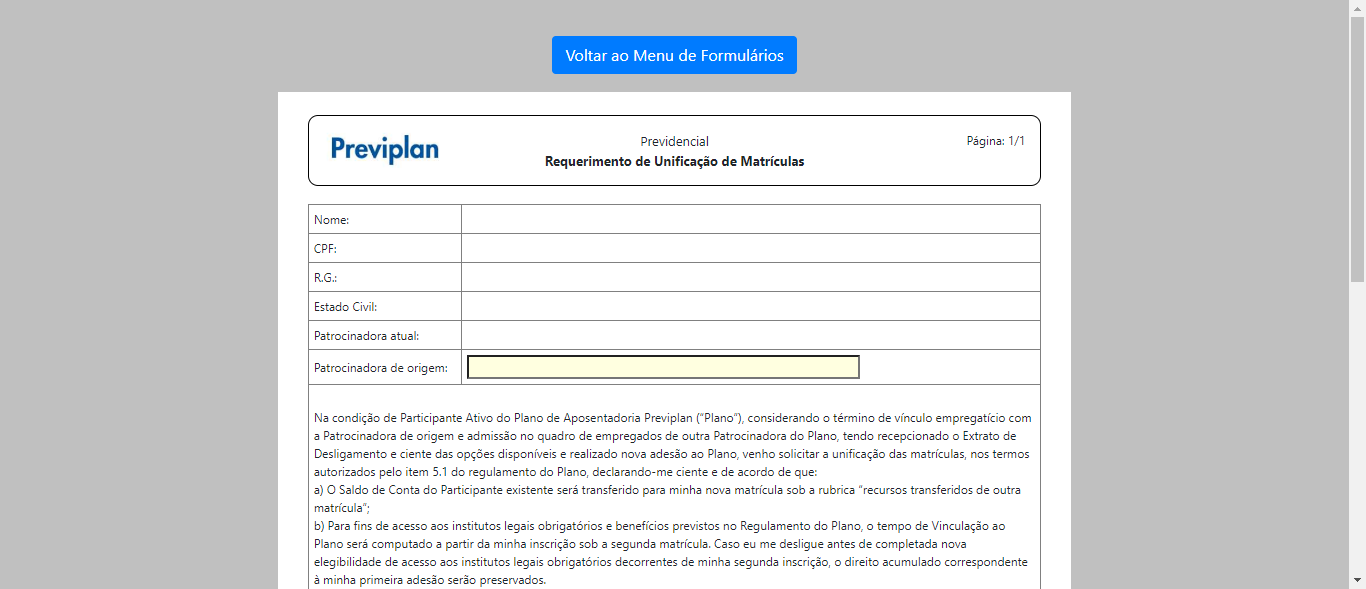 Voltar ao Menu de Formulários
Previplan
Previdencial
Requerimento de Unificação de Matrículas
Página: 1/1
Nome:
CPF:
R.G.:
Estado Civil:
Patrocinadora atual:
Patrocinadora de origem:
Na condição de Participante Ativo do Plano de Aposentadoria Previplan (“Plano”), considerando o término de vínculo empregatício com
a Patrocinadora de origem e admissão no quadro de empregados de outra Patrocinadora do Plano, tendo recepcionado o Extrato de
Desligamento e ciente das opções disponíveis e realizado nova adesão ao Plano, venho solicitar a unificação das matrículas, nos termos
autorizados pelo item 5.1 do regulamento do Plano, declarando-me ciente e de acordo de que:
a) O Saldo de Conta do Participante existente será transferido para minha nova matrícula sob a rubrica “recursos transferidos de outra
matrícula”;
b) Para fins de acesso aos institutos legais obrigatórios e benefícios previstos no Regulamento do Plano, o tempo de Vinculação ao
Plano será computado a partir da minha inscrição sob a segunda matrícula. Caso eu me desligue antes de completada nova
elegibilidade de acesso aos institutos legais obrigatórios decorrentes de minha segunda inscrição, o direito acumulado correspondente
à minha primeira adesão serão preservados.